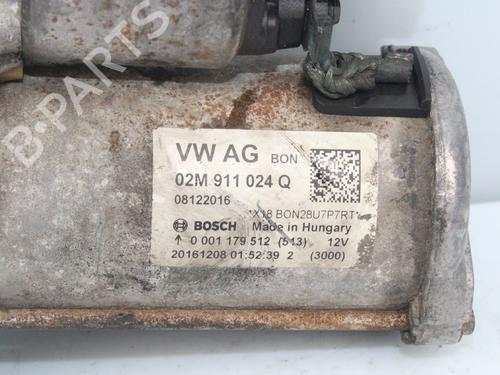 B-PARTS
VW AG BON
02M 911 024 Q
08122016
*X18 BON28U7P7RT*
BOSCH Made in Hungary
0 001 179 512 (513) 12V
20161208 01:52:39 2 (3000)